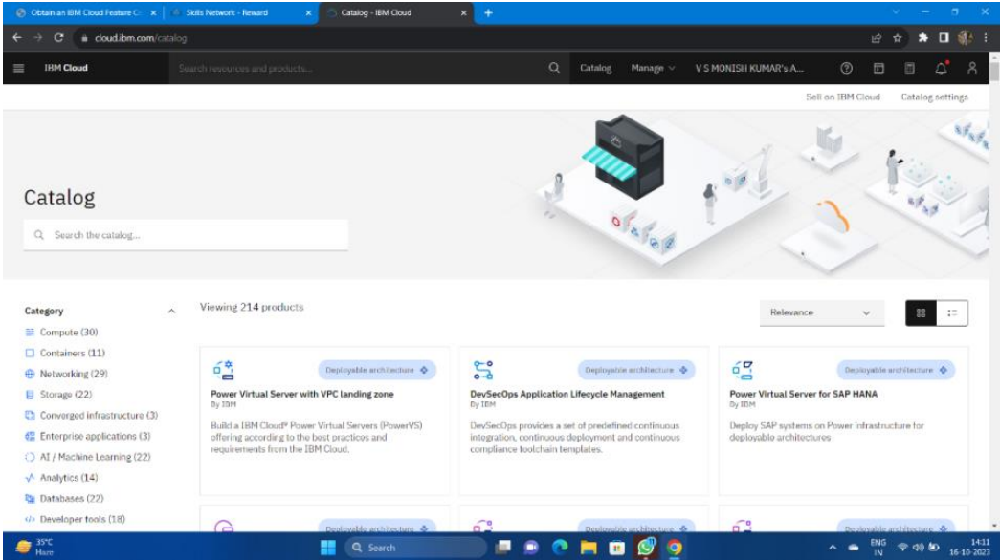 Obtain an IBM Cloud Feature C
Skills Network - Reward
Catalog - IBM Cloud
cloud.ibm.com/catalog
IBM Cloud
Search resources and products...
Catalog
Manage
V S MONISH KUMAR's A...
Sell on IBM Cloud
Catalog settings
Catalog
Search the catalog...
Category
Compute (30)
Containers (11)
Networking (29)
Storage (22)
Converged infrastructure (3)
Enterprise applications (3)
AI / Machine Learning (22)
Analytics (14)
Databases (22)
Developer tools (18)
Viewing 214 products
Relevance
Deployable architecture
Power Virtual Server with VPC landing zone
By IBM
Build a IBM Cloud® Power Virtual Servers (PowerVS)
offering according to the best practices and
requirements from the IBM Cloud.
Deployable architecture
DevSecOps Application Lifecycle Management
By IBM
DevSecOps provides a set of predefined continuous
integration, continuous deployment and continuous
compliance toolchain templates.
Deployable architecture
Power Virtual Server for SAP HANA
By IBM
Deploy SAP systems on Power infrastructure for
deployable architectures
Deployable architecture
Deployable architecture
Deployable architecture
35°C
Haze
Search
ENG
IN
14:11
16-10-2023